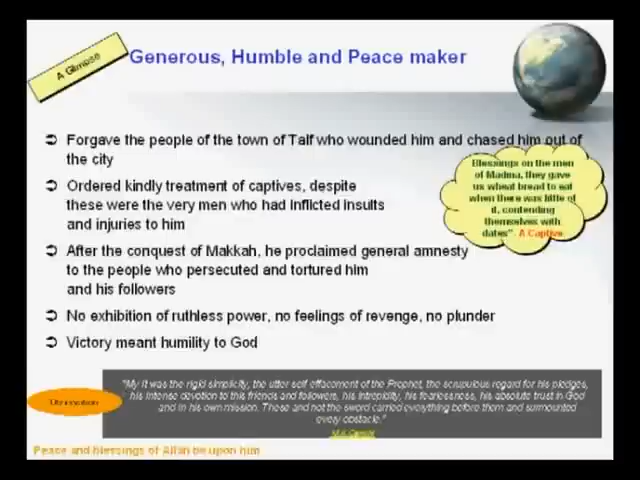 A Glimpse
Generous, Humble and Peace maker
Forgave the people of the town of Taif who wounded him and chased him out of
the city
Ordered kindly treatment of captives, despite
these were the very men who had inflicted insults
and injuries to him
After the conquest of Makkah, he proclaimed general amnesty
to the people who persecuted and tortured him
and his followers
No exhibition of ruthless power, no feelings of revenge, no plunder
Victory meant humility to God
Blessings on the men
of Madina, they gave
us wheat bread to eat
when there was little of
it, contending
themselves with
dates". A Captive
"My it was the rigid simplicity, the utter self effacement of the Prophet, the scrupulous regard for his pledges,
his intense devotion to this friends and followers, his intrepidity, his fearlessness, his absolute trust in God
and in his own mission. These and not the sword carried everything before them and surmounted
every obstacle."
Peace and blessings of Allah be upon him